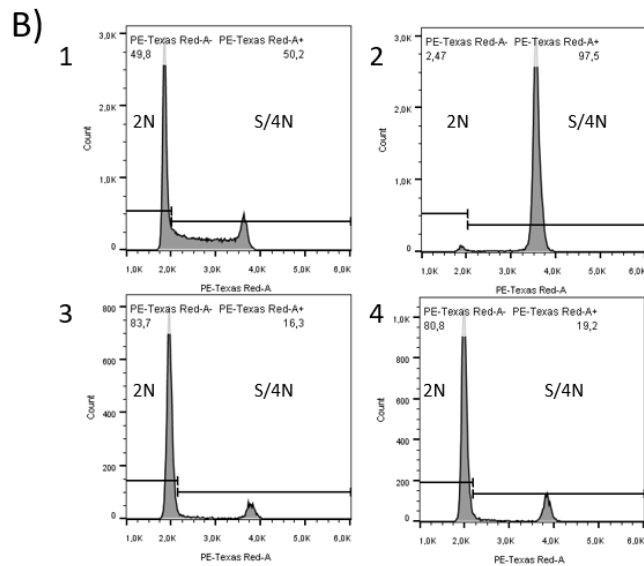 B)
1
PE-Texas Red-A- PE-Texas Red-A+
49,8 50,2
2N S/4N
3,0K
2,0K
1,0K
0
Count
1,0K 2,0K 3,0K 4,0K 5,0K 6,0K
PE-Texas Red-A
2
PE-Texas Red-A- PE-Texas Red-A+
2,47 97,5
2N S/4N
3,0K
2,0K
1,0K
0
Count
1,0K 2,0K 3,0K 4,0K 5,0K 6,0K
PE-Texas Red-A
3
PE-Texas Red-A- PE-Texas Red-A+
83,7 16,3
2N S/4N
800
600
400
200
0
Count
1,0K 2,0K 3,0K 4,0K 5,0K 6,0K
PE-Texas Red-A
4
PE-Texas Red-A- PE-Texas Red-A+
80,8 19,2
2N S/4N
1,0K
800
600
400
200
0
Count
1,0K 2,0K 3,0K 4,0K 5,0K 6,0K
PE-Texas Red-A